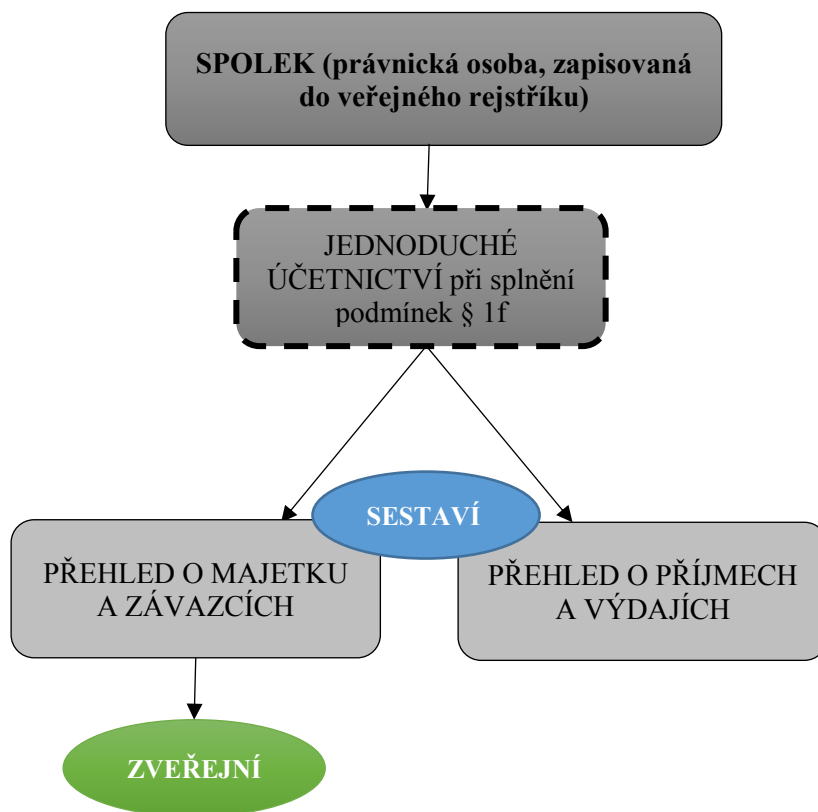 SPOLEK (právnická osoba, zapisovaná
do veřejného rejstříku)
JEDNODUCHÉ
ÚČETNICTVÍ při splnění
podmínek § 1f
SESTAVÍ
PŘEHLED O MAJETKU
A ZÁVAZCÍCH
PŘEHLED O PŘÍJMECH
A VÝDAJÍCH
ZVEŘEJNÍ